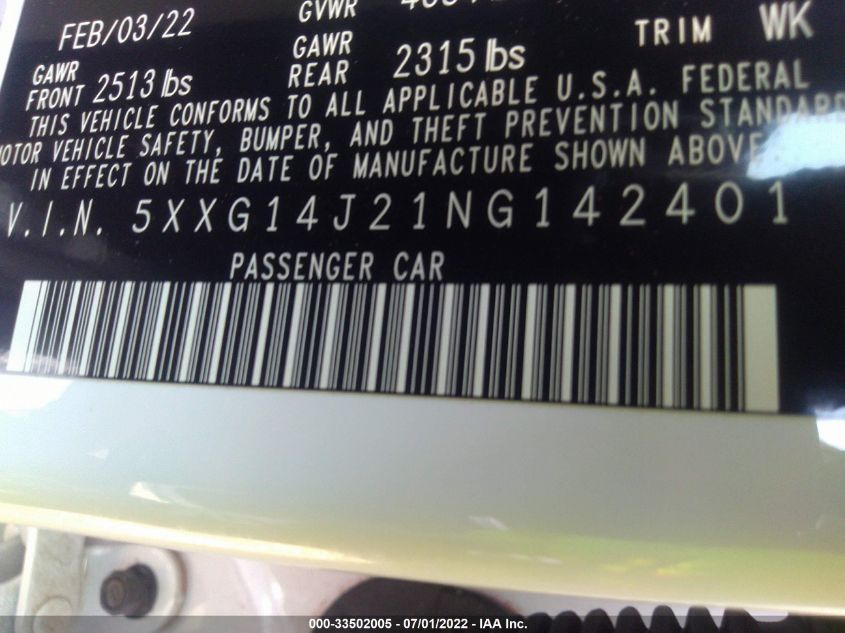 FEB/03/22 GVWR
GAWR FRONT 2513 lbs GAWR REAR 2315 lbs TRIM WK
THIS VEHICLE CONFORMS TO ALL APPLICABLE U.S.A. FEDERAL
MOTOR VEHICLE SAFETY, BUMPER, AND THEFT PREVENTION STANDARD
IN EFFECT ON THE DATE OF MANUFACTURE SHOWN ABOVE
V.I.N. 5XXG14J21NG142401
PASSENGER CAR
000-33502005 - 07/01/2022 - IAA Inc.